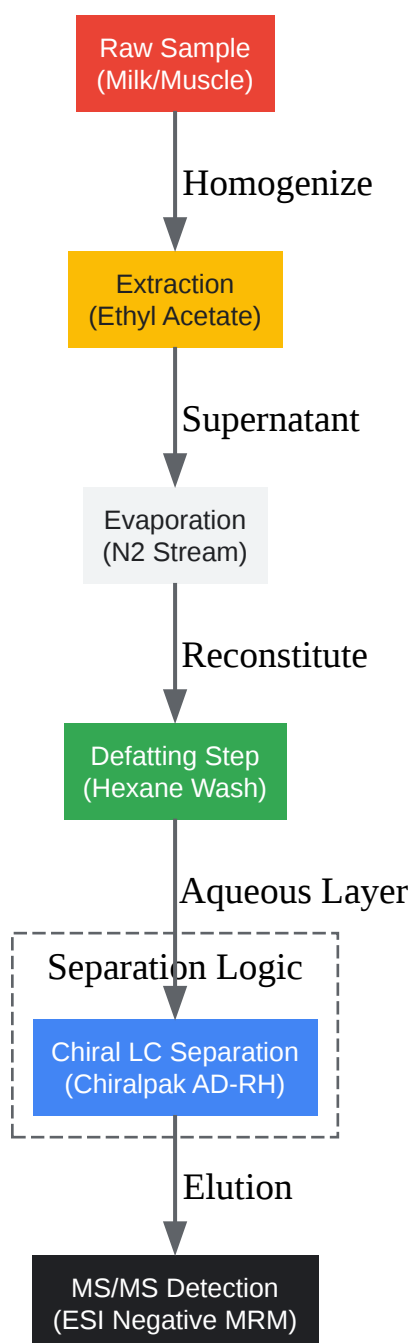 Raw Sample
(Milk/Muscle)
Homogenize
Extraction
(Ethyl Acetate)
Supernatant
Evaporation
(N2 Stream)
Reconstitute
Defatting Step
(Hexane Wash)
Aqueous Layer
Separation Logic
Chiral LC Separation
(Chiralpak AD-RH)
Elution
MS/MS Detection
(ESI Negative MRM)